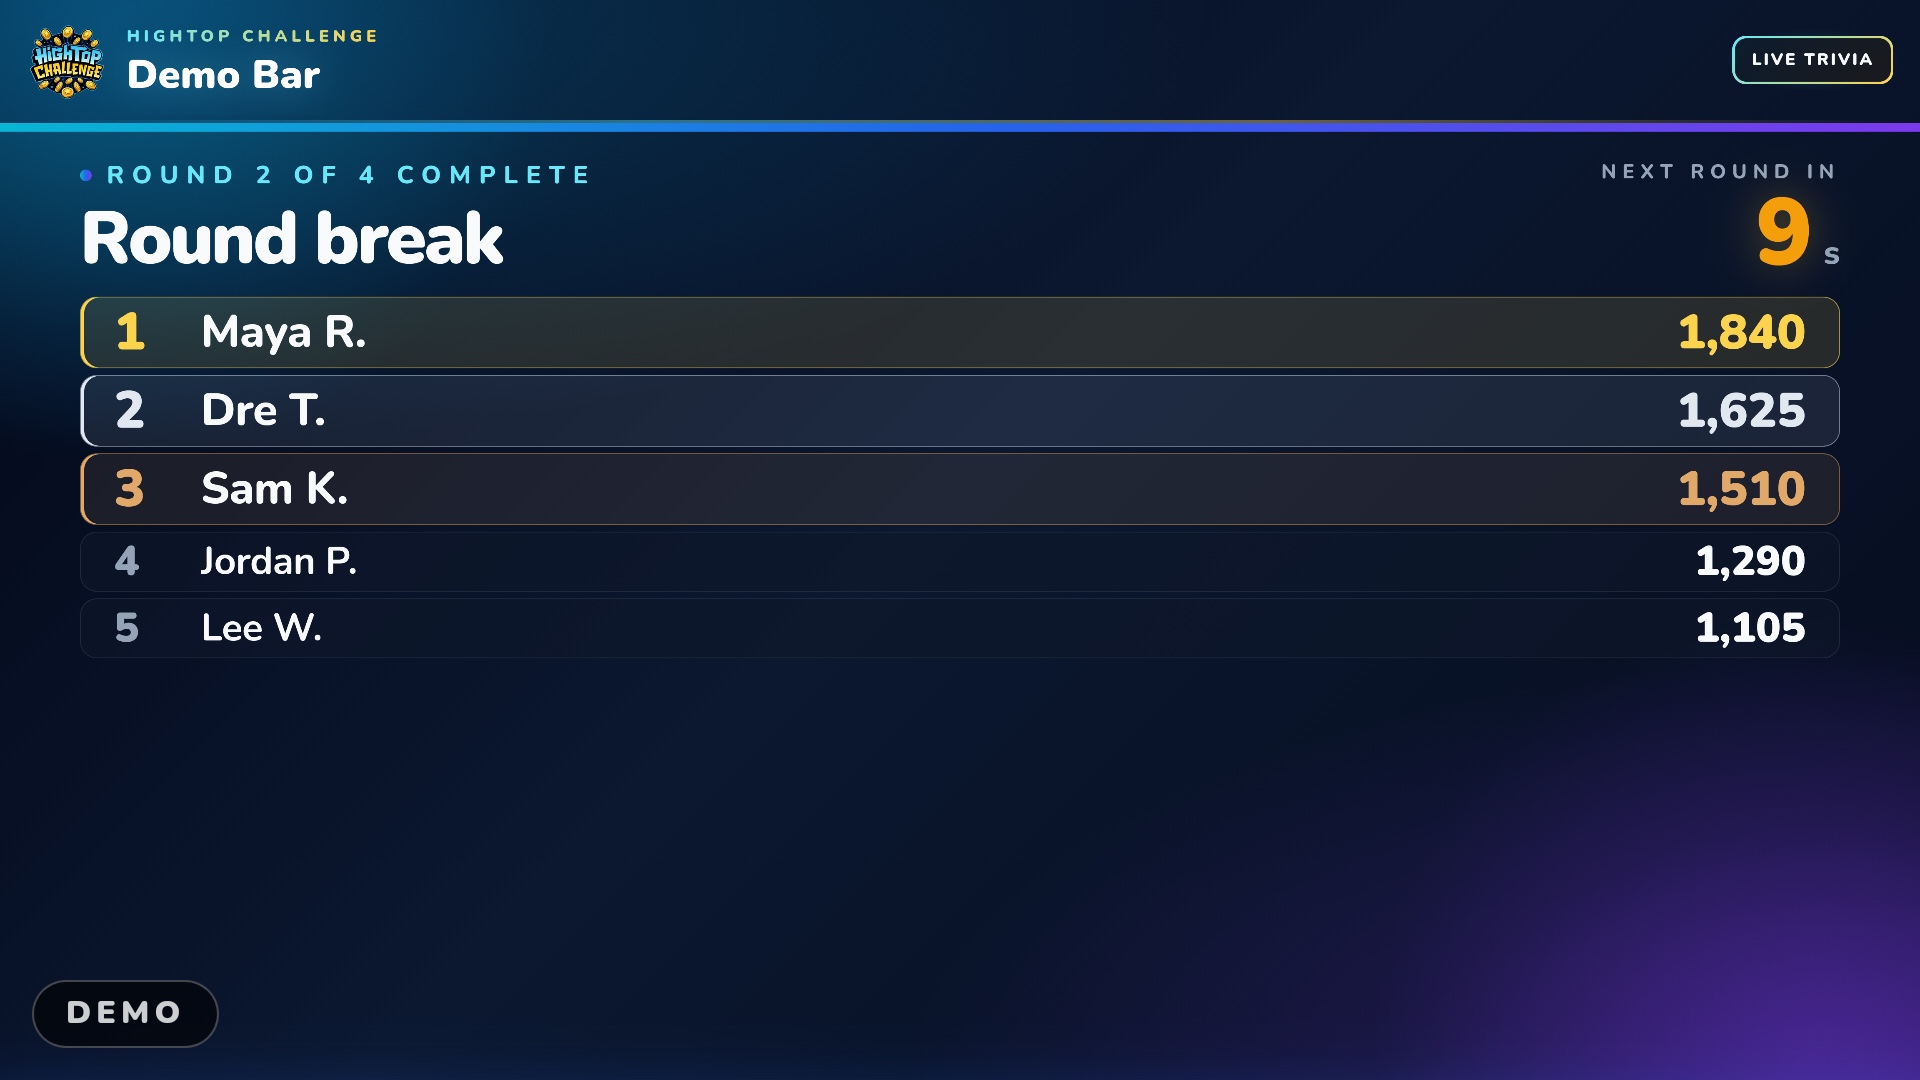 HIGHTOP CHALLENGE
HIGHTOP CHALLENGE
Demo Bar
LIVE TRIVIA
ROUND 2 OF 4 COMPLETE
Round break
NEXT ROUND IN
9 s
1 Maya R. 1,840
2 Dre T. 1,625
3 Sam K. 1,510
4 Jordan P. 1,290
5 Lee W. 1,105
DEMO